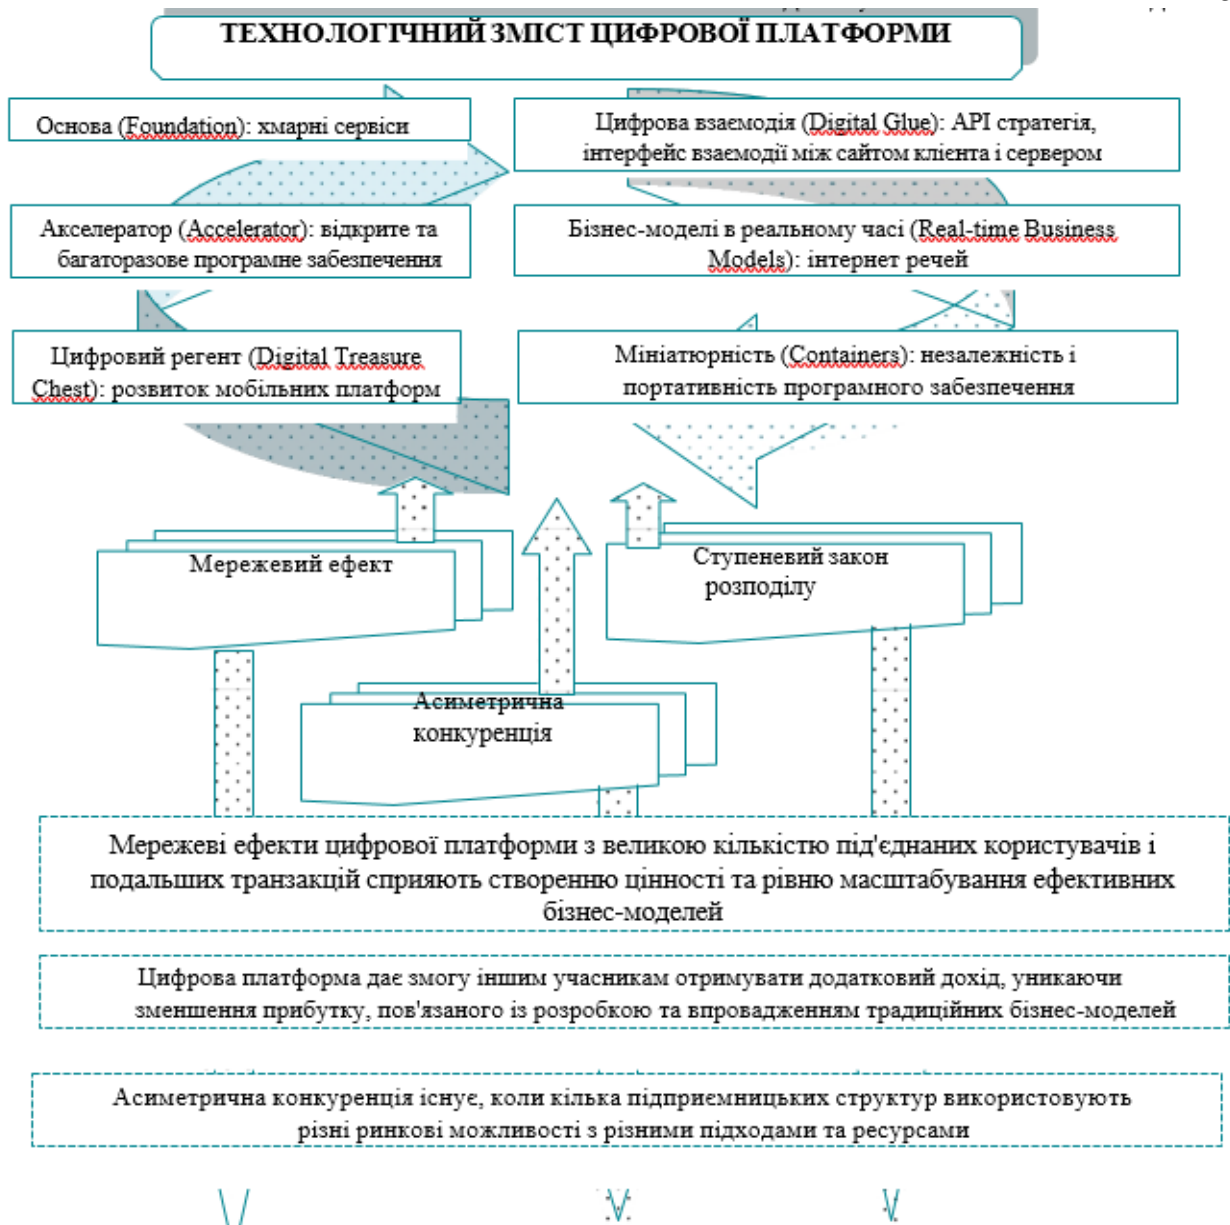 ТЕХНОЛОГІЧНИЙ ЗМІСТ ЦИФРОВОЇ ПЛАТФОРМИ
Основа (Foundation): хмарні сервіси
Цифрова взаємодія (Digital Glue): API стратегія,
інтерфейс взаємодії між сайтом клієнта і сервером
Акселератор (Accelerator): відкрите та
багаторазове програмне забезпечення
Бізнес-моделі в реальному часі (Real-time Business
Models): інтернет речей
Цифровий регент (Digital Treasure
Chest): розвиток мобільних платформ
Мініатюрність (Containers): незалежність і
портативність програмного забезпечення
Мережевий ефект
Ступеневий закон
розподілу
Асиметрична
конкуренція
Мережеві ефекти цифрової платформи з великою кількістю під'єднаних користувачів і
подальших транзакцій сприяють створенню цінності та рівню масштабування ефективних
бізнес-моделей
Цифрова платформа дає змогу іншим учасникам отримувати додатковий дохід, уникаючи
зменшення прибутку, пов'язаного із розробкою та впровадженням традиційних бізнес-моделей
Асиметрична конкуренція існує, коли кілька підприємницьких структур використовують
різні ринкові можливості з різними підходами та ресурсами